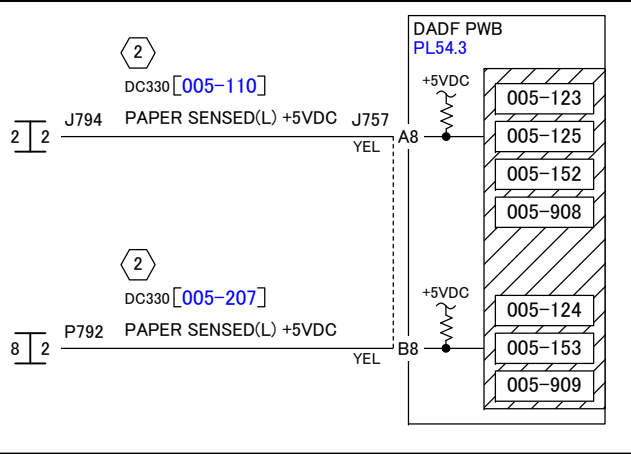 DADF PWB
PL54.3
2
DC330[005-110]
+5VDC
005-123
J794 PAPER SENSED(L) +5VDC J757
2 2 A8
YEL
005-125
005-152
005-908
2
DC330[005-207]
+5VDC
005-124
P792 PAPER SENSED(L) +5VDC
8 2 B8
YEL
005-153
005-909